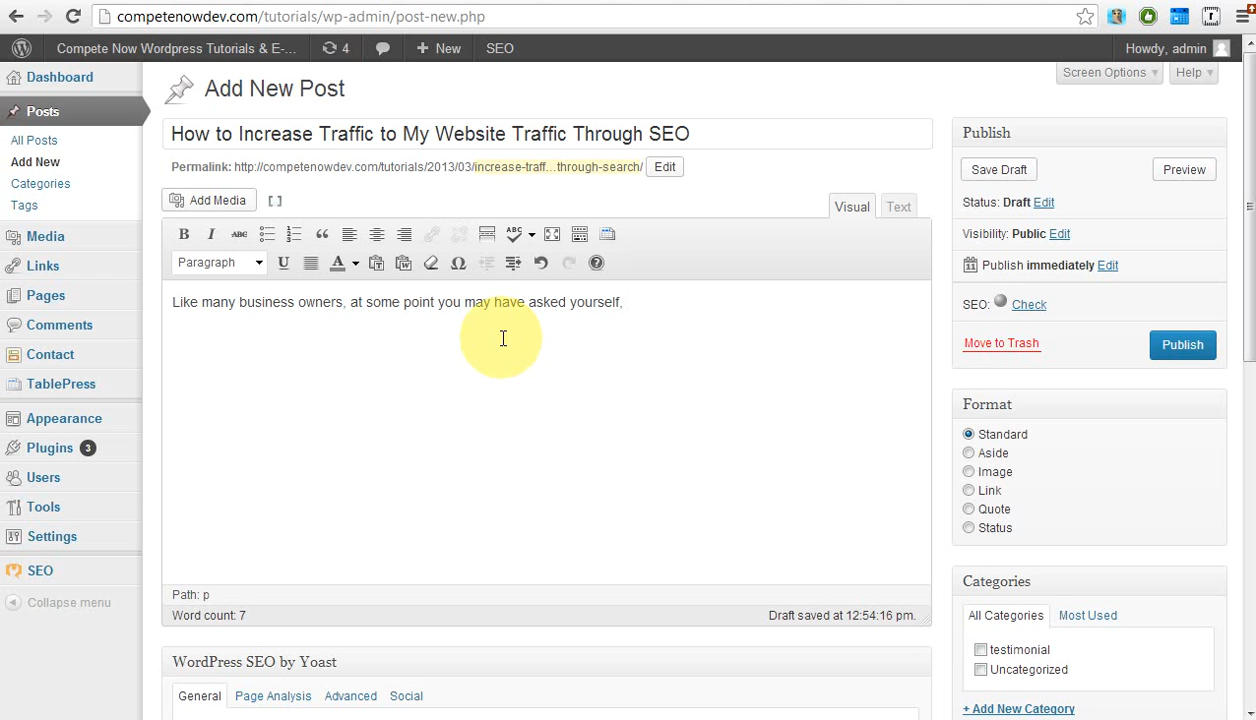 competenowdev.com/tutorials/wp-admin/post-new.php
Compete Now Wordpress Tutorials & E-... 4 + New SEO Howdy, admin
Screen Options Help
Dashboard
Posts
All Posts
Add New
Categories
Tags
Media
Links
Pages
Comments
Contact
TablePress
Appearance
Plugins 3
Users
Tools
Settings
SEO
Collapse menu
Add New Post
How to Increase Traffic to My Website Traffic Through SEO
Permalink: http://competenowdev.com/tutorials/2013/03/increase-traff...through-search/ Edit
Add Media [ ]
Visual Text
B I ABC ABC
Paragraph U A Ω
Like many business owners, at some point you may have asked yourself,
Path: p
Word count: 7 Draft saved at 12:54:16 pm.
WordPress SEO by Yoast
General Page Analysis Advanced Social
Publish
Save Draft Preview
Status: Draft Edit
Visibility: Public Edit
11 Publish immediately Edit
SEO: Check
Move to Trash Publish
Format
Standard
Aside
Image
Link
Quote
Status
Categories
All Categories Most Used
testimonial
Uncategorized
+ Add New Category